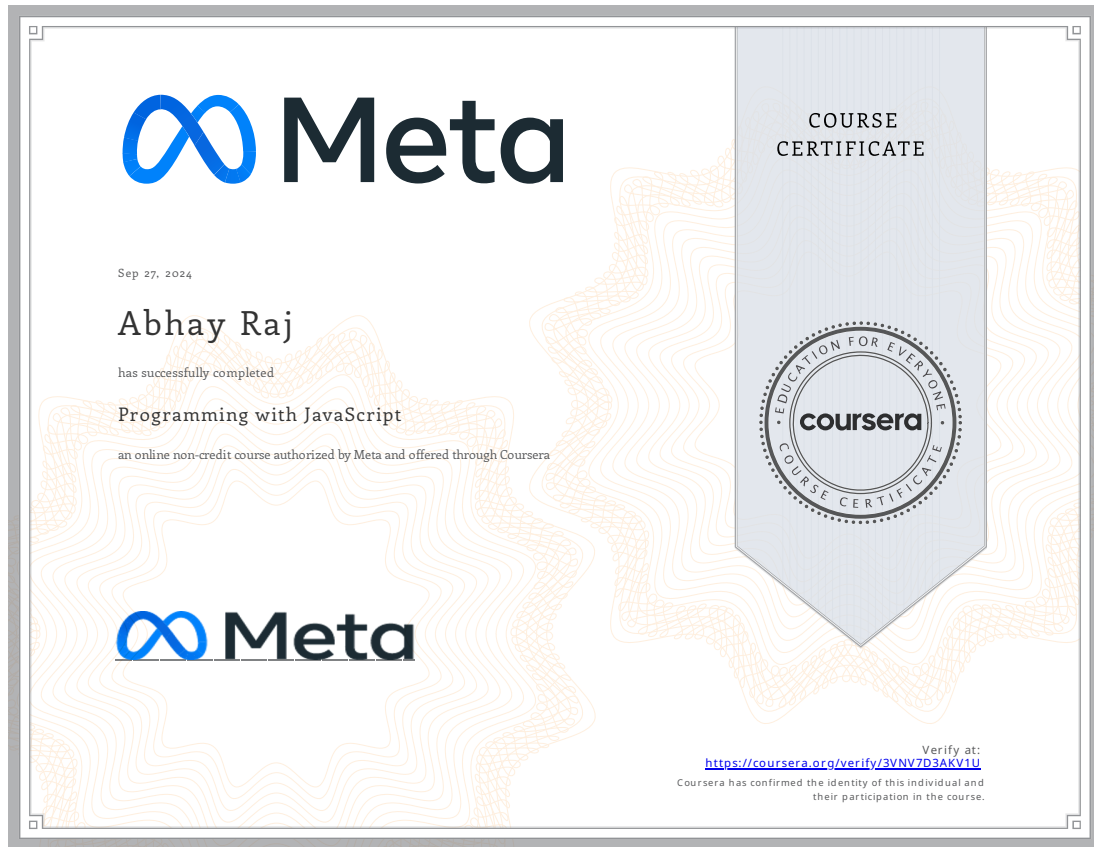 Meta
COURSE
CERTIFICATE
Sep 27, 2024
Abhay Raj
has successfully completed
Programming with JavaScript
an online non-credit course authorized by Meta and offered through Coursera
EDUCATION FOR EVERYONE
coursera
COURSE CERTIFICATE
Meta
Verify at:
https://coursera.org/verify/3VNV7D3AKV1U
Coursera has confirmed the identity of this individual and
their participation in the course.